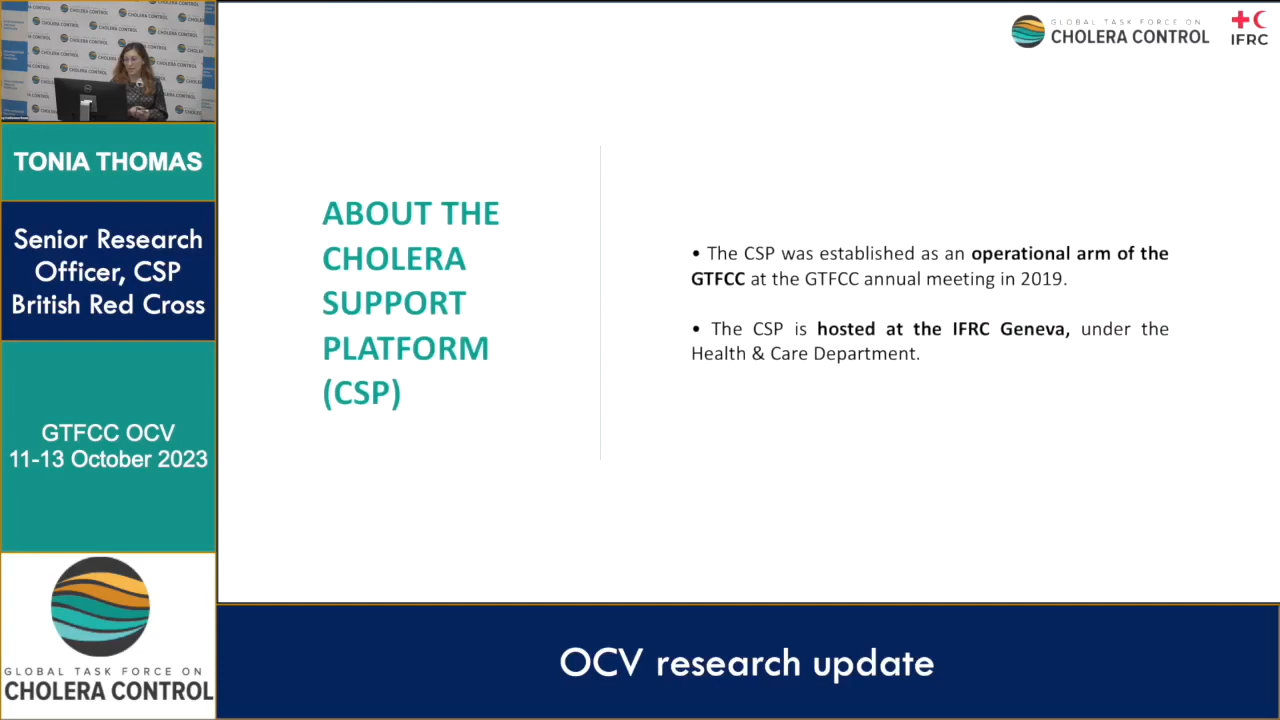 TONIA THOMAS
Senior Research
Officer, CSP
British Red Cross
GTFCC OCV
11-13 October 2023
GLOBAL TASK FORCE ON
CHOLERA CONTROL
GLOBAL TASK FORCE ON
CHOLERA CONTROL
IFRC
ABOUT THE
CHOLERA
SUPPORT
PLATFORM
(CSP)
• The CSP was established as an operational arm of the
GTFCC at the GTFCC annual meeting in 2019.
• The CSP is hosted at the IFRC Geneva, under the
Health & Care Department.
OCV research update